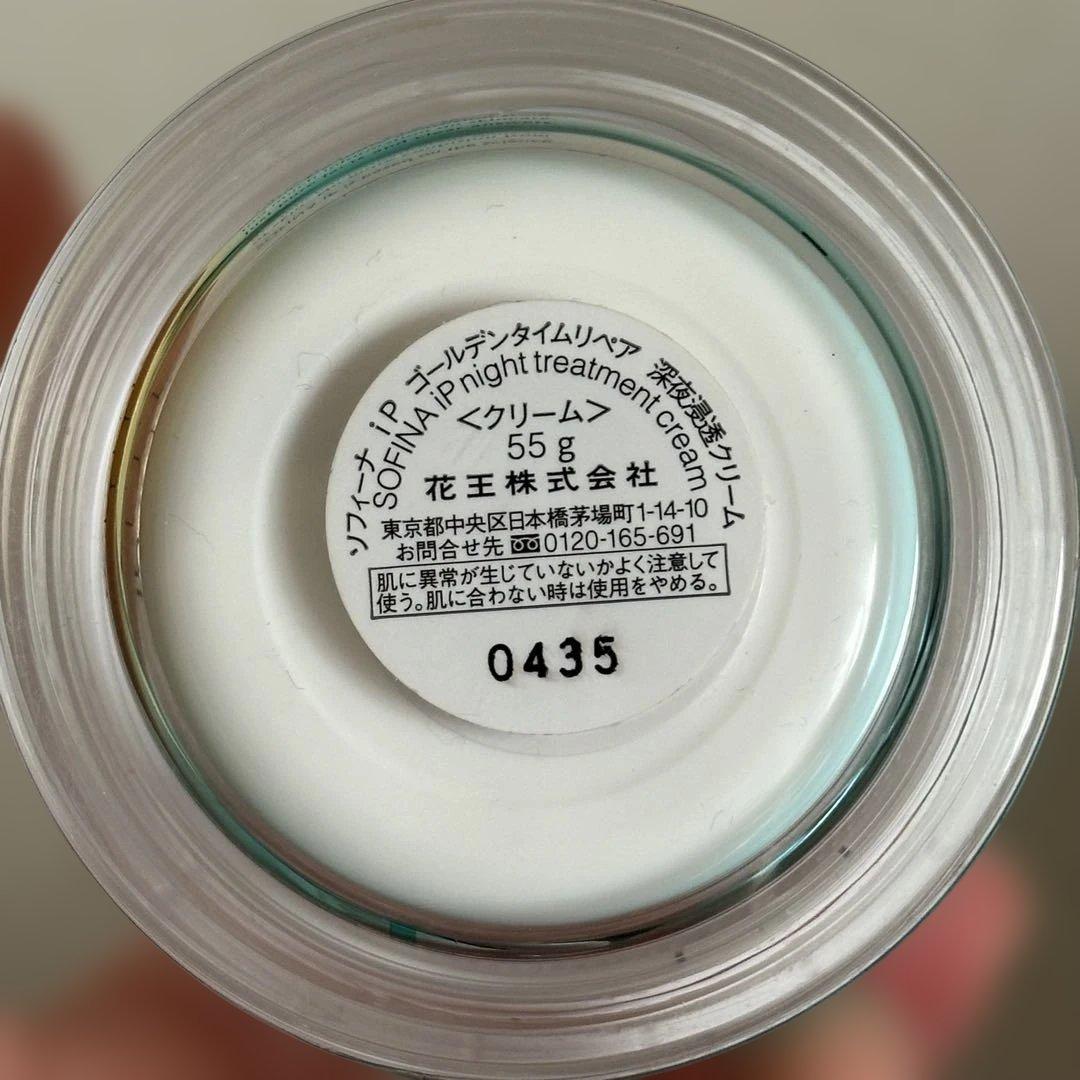 ソフィーナ iP ゴールデンタイムリペア 深夜浸透クリーム
SOFINA iP night treatment cream
<クリーム>
55 g
花王株式会社
東京都中央区日本橋茅場町1-14-10
お問合せ先 0120-165-691
肌に異常が生じていないかよく注意して
使う。肌に合わない時は使用をやめる。
0435